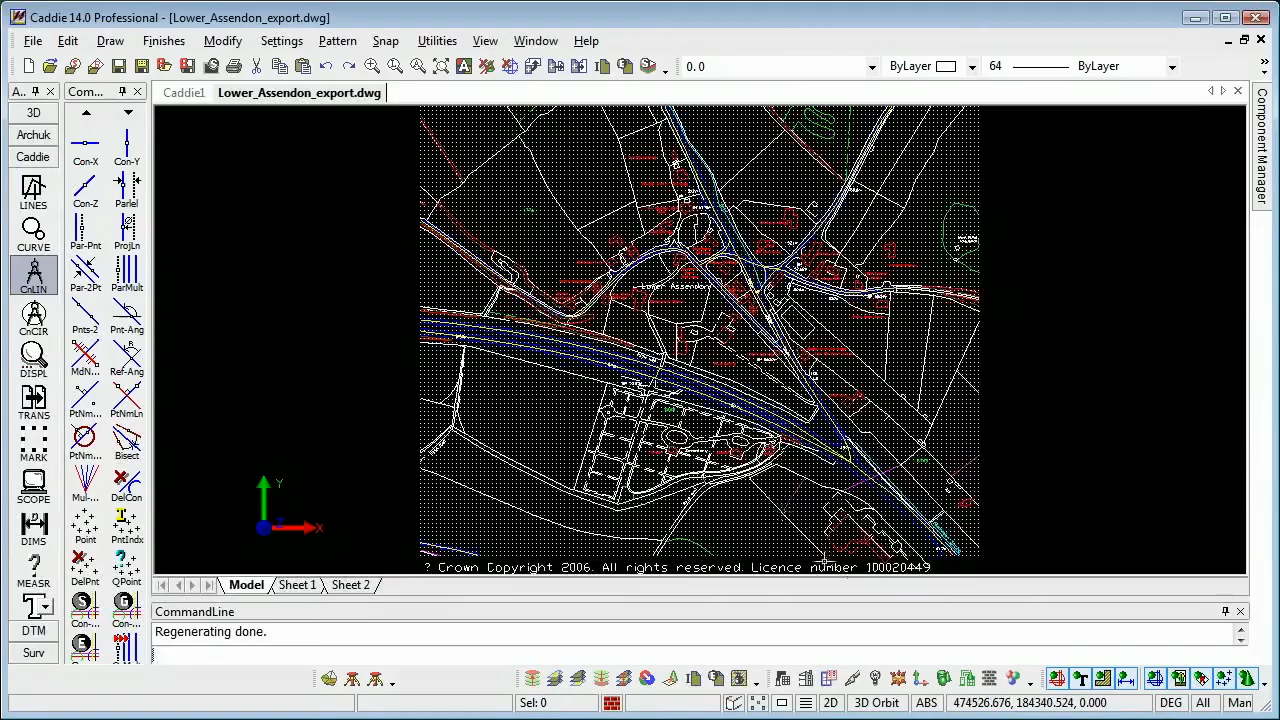 Caddie 14.0 Professional - [Lower_Assendon_export.dwg]
File Edit Draw Finishes Modify Settings Pattern Snap Utilities View Window Help
0. 0 ByLayer 64 ByLayer
A.. Com...
Caddie1 Lower_Assendon_export.dwg
3D
Archuk
Caddie
LINES
CURVE
CnLIN
CnCIR
DISPL
TRANS
MARK
SCOPE
DIMS
MEASR
DTM
Surv
Con-X Con-Y
Con-Z Parlel
Par-Pnt ProjLn
Par-2Pt ParMult
Pnts-2 Pnt-Ang
MdN... Ref-Ang
PtNm... PtNmLn
PtNm... Bisect
Mul-... DelCon
Point PntIndx
DelPnt QPoint
Con-... Con-...
Component Manager
Lower Assendon
Y
X
? Crown Copyright 2006. All rights reserved. Licence number 100020449
Model Sheet 1 Sheet 2
CommandLine
Regenerating done.
Sel: 0 2D 3D Orbit ABS 474526.676, 184340.524, 0.000 DEG All Man